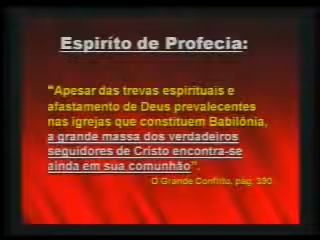 Espiríto de Profecia:
“Apesar das trevas espirituais e
afastamento de Deus prevalecentes
nas igrejas que constituem Babilônia,
a grande massa dos verdadeiros
seguidores de Cristo encontra-se
ainda em sua comunhão”.
O Grande Conflito, pág. 390